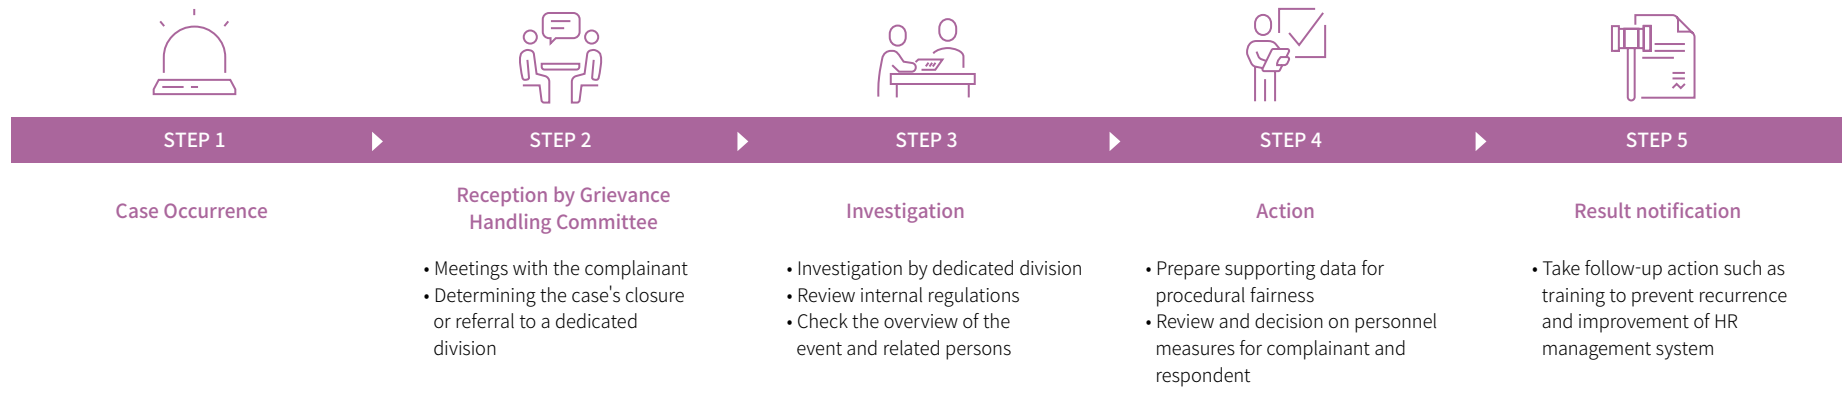 STEP 1
STEP 2
STEP 3
STEP 4
STEP 5
Case Occurrence
Reception by Grievance
Handling Committee
• Meetings with the complainant
• Determining the case's closure
or referral to a dedicated
division
Investigation
• Investigation by dedicated division
• Review internal regulations
• Check the overview of the
event and related persons
Action
• Prepare supporting data for
procedural fairness
• Review and decision on personnel
measures for complainant and
respondent
Result notification
• Take follow-up action such as
training to prevent recurrence
and improvement of HR
management system